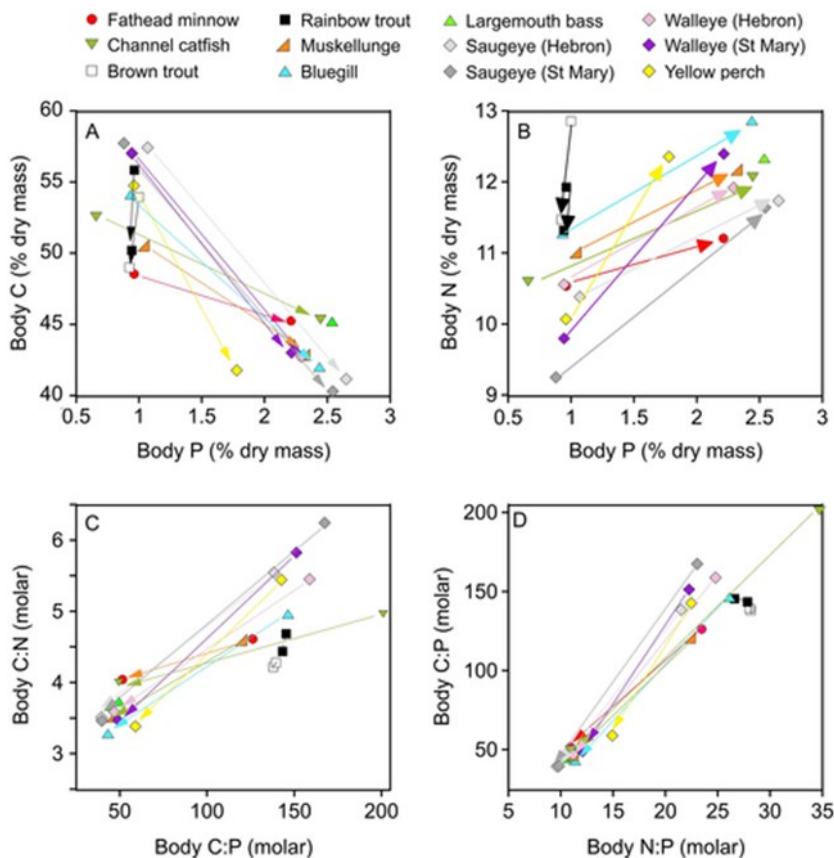 Fathead minnow Rainbow trout Largemouth bass Walleye (Hebron)
Channel catfish Muskellunge Saugeye (Hebron) Walleye (St Mary)
Brown trout Bluegill Saugeye (St Mary) Yellow perch
A
60
55
50
45
40
Body C (% dry mass)
0.5 1 1.5 2 2.5 3
Body P (% dry mass)
B
13
12
11
10
9
Body N (% dry mass)
0.5 1 1.5 2 2.5 3
Body P (% dry mass)
C
6
5
4
3
Body C:N (molar)
50 100 150 200
Body C:P (molar)
D
200
150
100
50
Body C:P (molar)
5 10 15 20 25 30 35
Body N:P (molar)